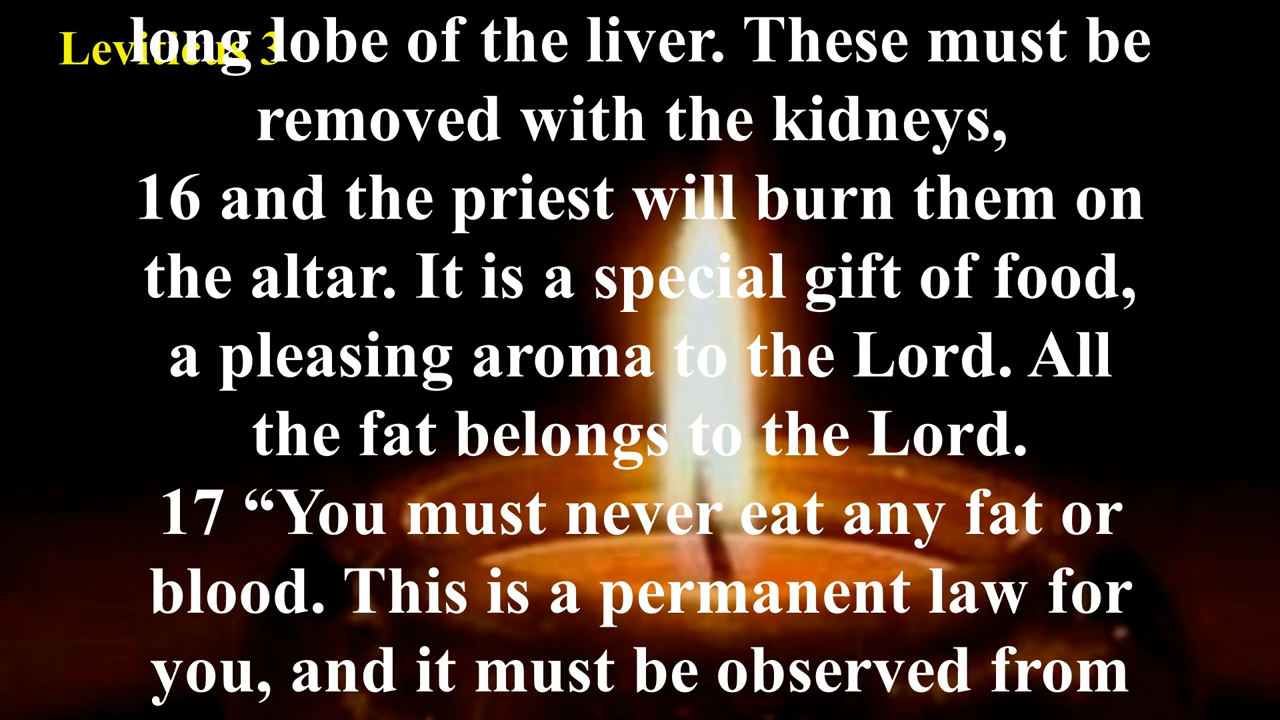 Leviticus 3
long lobe of the liver. These must be
removed with the kidneys,
16 and the priest will burn them on
the altar. It is a special gift of food,
a pleasing aroma to the Lord. All
the fat belongs to the Lord.
17 “You must never eat any fat or
blood. This is a permanent law for
you, and it must be observed from